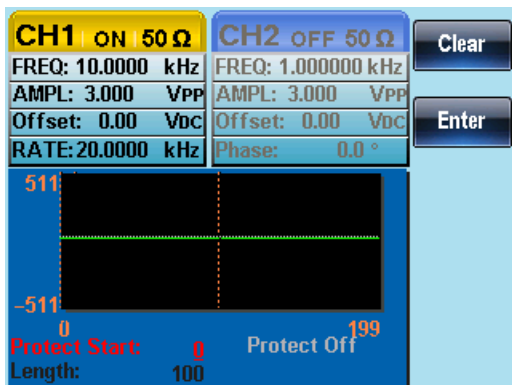 CH1 ON 50 Ω CH2 OFF 50 Ω Clear
FREQ: 10.0000 kHz FREQ: 1.000000 kHz
AMPL: 3.000 VPP AMPL: 3.000 VPP
Offset: 0.00 VDC Offset: 0.00 VDC Enter
RATE: 20.0000 kHz Phase: 0.0 °
511
-511
0 199
Protect Start: 0 Protect Off
Length: 100